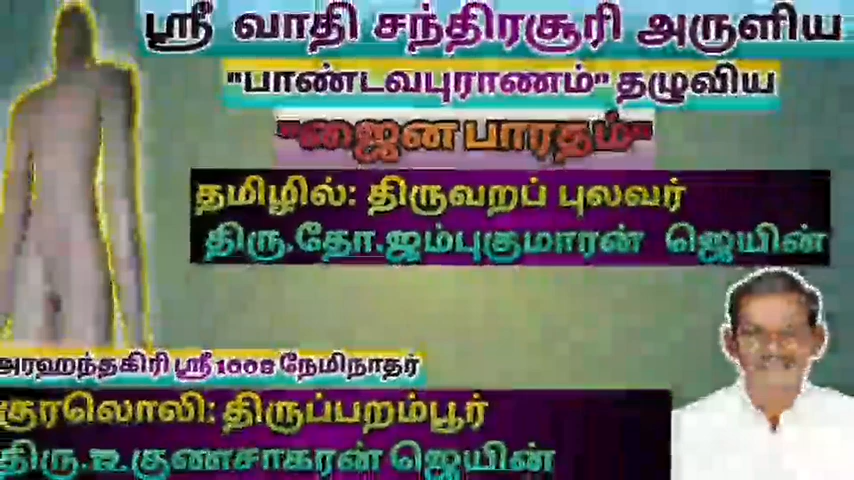 ஸ்ரீ வாதி சந்திரசூரி அருளிய
"பாண்டவபுராணம்" தழுவிய
"ஜைன பாரதம்"
தமிழில்: திருவறப் புலவர்
திரு.தோ.ஜம்புகுமாரன் ஜெயின்
அரஹந்தகிரி ஸ்ரீ 1008 நேமிநாதர்
குரலொலி: திருப்பறம்பூர்
திரு.உ.குணசாகரன் ஜெயின்